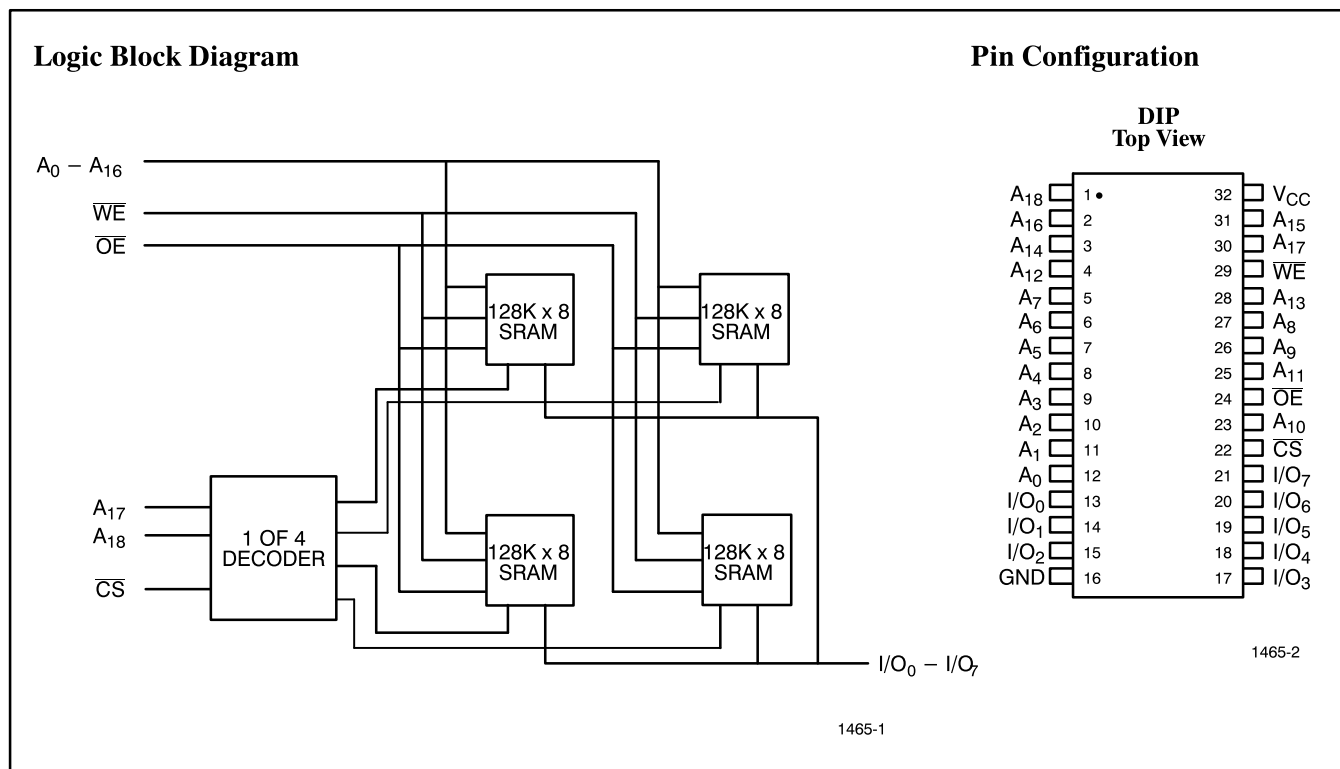 Logic Block Diagram
A0 – A16
WE
OE
128K x 8
SRAM
128K x 8
SRAM
A17
A18
CS
1 OF 4
DECODER
128K x 8
SRAM
128K x 8
SRAM
I/O0 – I/O7
1465-1
Pin Configuration
DIP
Top View
A18 1 32 VCC
A16 2 31 A15
A14 3 30 A17
A12 4 29 WE
A7 5 28 A13
A6 6 27 A8
A5 7 26 A9
A4 8 25 A11
A3 9 24 OE
A2 10 23 A10
A1 11 22 CS
A0 12 21 I/O7
I/O0 13 20 I/O6
I/O1 14 19 I/O5
I/O2 15 18 I/O4
GND 16 17 I/O3
1465-2